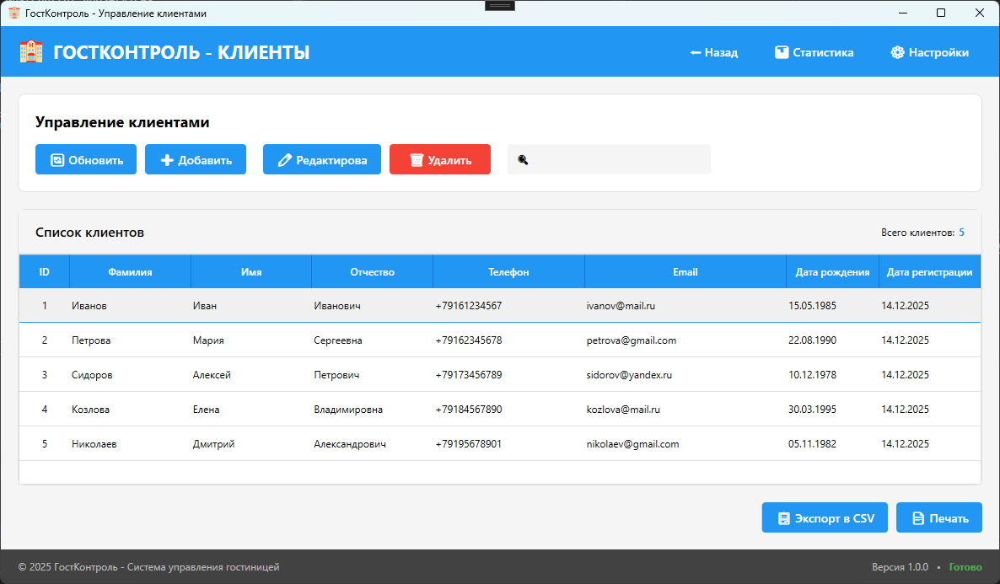 ГостКонтроль - Управление клиентами
ГОСТКОНТРОЛЬ - КЛИЕНТЫ
Назад Статистика Настройки
Управление клиентами
Обновить Добавить Редактирова Удалить
Список клиентов Всего клиентов: 5
ID Фамилия Имя Отчество Телефон Email Дата рождения Дата регистрации
1 Иванов Иван Иванович +79161234567 ivanov@mail.ru 15.05.1985 14.12.2025
2 Петрова Мария Сергеевна +79162345678 petrova@gmail.com 22.08.1990 14.12.2025
3 Сидоров Алексей Петрович +79173456789 sidorov@yandex.ru 10.12.1978 14.12.2025
4 Козлова Елена Владимировна +79184567890 kozlova@mail.ru 30.03.1995 14.12.2025
5 Николаев Дмитрий Александрович +79195678901 nikolaev@gmail.com 05.11.1982 14.12.2025
Экспорт в CSV Печать
© 2025 ГостКонтроль - Система управления гостиницей Версия 1.0.0 • Готово